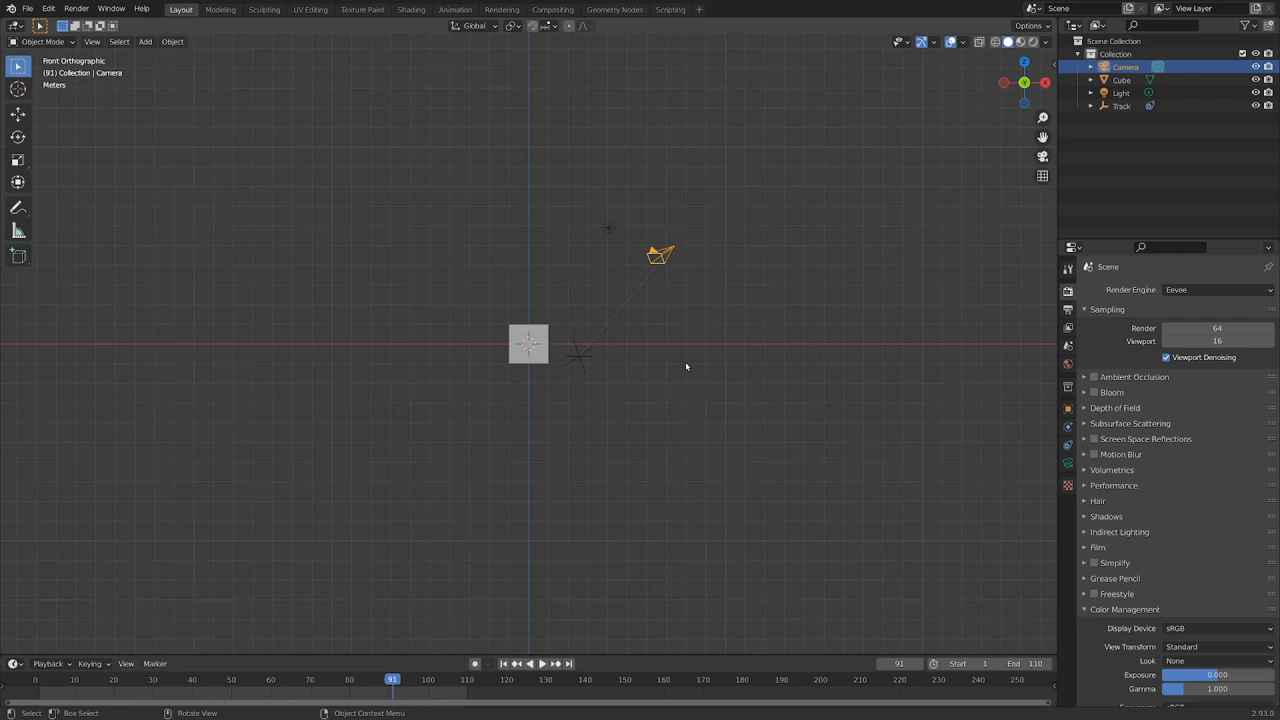 File Edit Render Window Help Layout Modeling Sculpting UV Editing Texture Paint Shading Animation Rendering Compositing Geometry Nodes Scripting Scene View Layer
Global Options
Object Mode View Select Add Object
Front Orthographic
(91) Collection | Camera
Meters
Z
Y
X
Scene Collection
Collection
Camera
Cube
Light
Track
Scene
Render Engine Eevee
Sampling
Render 64
Viewport 16
Viewport Denoising
Ambient Occlusion
Bloom
Depth of Field
Subsurface Scattering
Screen Space Reflections
Motion Blur
Volumetrics
Performance
Hair
Shadows
Indirect Lighting
Film
Simplify
Grease Pencil
Freestyle
Color Management
Display Device sRGB
View Transform Standard
Look None
Exposure 0.000
Gamma 1.000
Playback Keying View Marker 91 Start 1 End 110
0 10 20 30 40 50 60 70 80 91 100 110 120 130 140 150 160 170 180 190 200 210 220 230 240 250
Select Box Select Rotate View Object Context Menu 2.93.0